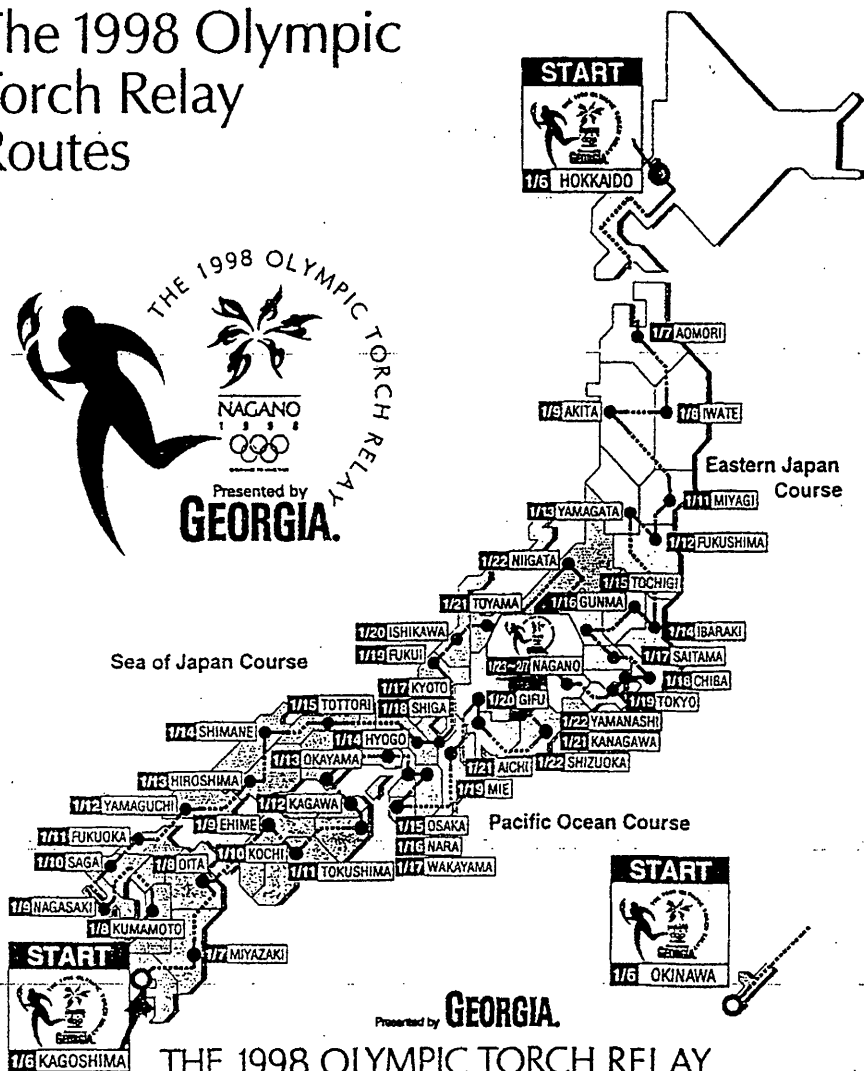 The 1998 Olympic
Torch Relay
Routes
START
GEORGIA.
1/6 HOKKAIDO
THE 1998 OLYMPIC TORCH RELAY
NAGANO
1998
Presented by
GEORGIA.
1/7 AOMORI
1/9 AKITA
1/8 IWATE
Eastern Japan
Course
1/11 MIYAGI
1/13 YAMAGATA
1/12 FUKUSHIMA
1/22 NIIGATA
1/15 TOCHIGI
1/21 TOYAMA
1/16 GUNMA
1/20 ISHIKAWA
1/14 IBARAKI
1/19 FUKUI
1/17 SAITAMA
Sea of Japan Course
1/23~2/7 NAGANO
1/18 CHIBA
1/17 KYOTO
1/20 GIFU
1/19 TOKYO
1/18 SHIGA
1/15 TOTTORI
1/22 YAMANASHI
1/14 SHIMANE
1/14 HYOGO
1/21 KANAGAWA
1/13 OKAYAMA
1/21 AICHI
1/22 SHIZUOKA
1/13 HIROSHIMA
1/19 MIE
1/12 YAMAGUCHI
1/12 KAGAWA
1/9 EHIME
1/15 OSAKA
Pacific Ocean Course
1/11 FUKUOKA
1/16 NARA
1/10 SAGA
1/8 OITA
1/10 KOCHI
1/11 TOKUSHIMA
1/17 WAKAYAMA
1/9 NAGASAKI
1/8 KUMAMOTO
START
GEORGIA.
1/6 OKINAWA
START
GEORGIA.
1/6 KAGOSHIMA
1/7 MIYAZAKI
Presented by GEORGIA.
THE 1998 OLYMPIC TORCH RELAY